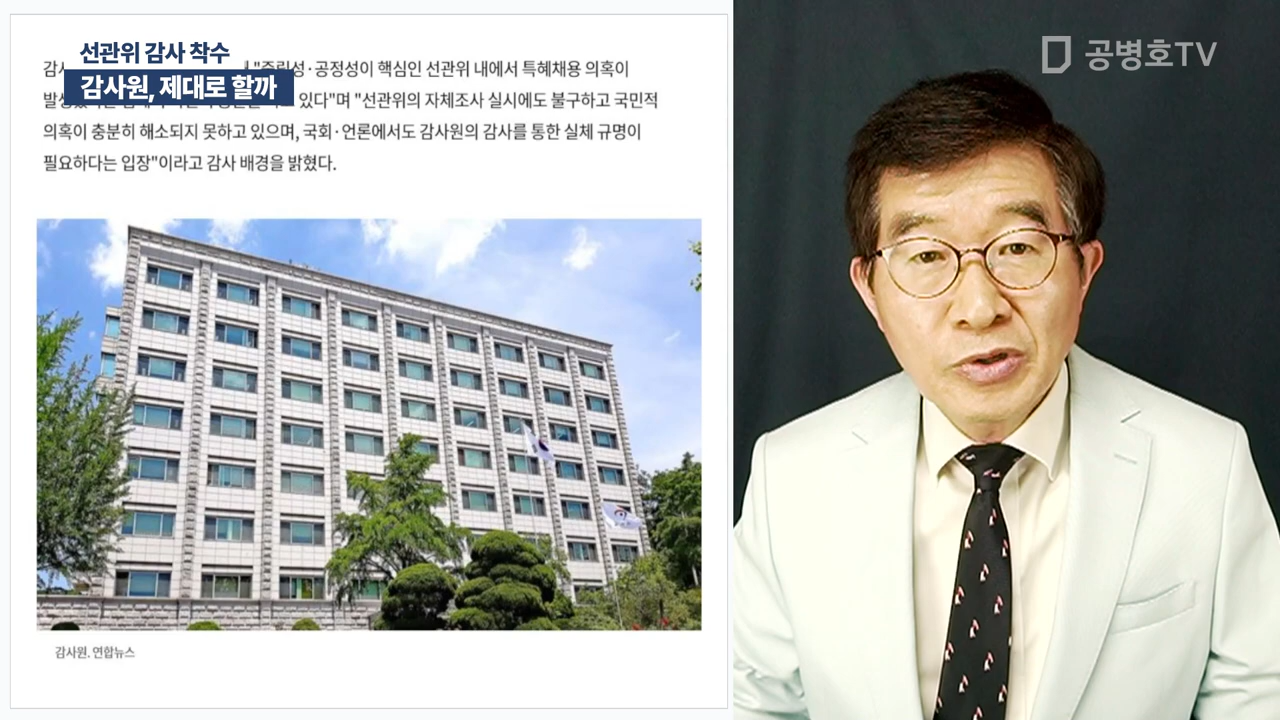 선관위 감사 착수
감사원, 제대로 할까
감사 "중립성·공정성이 핵심인 선관위 내에서 특혜채용 의혹이
있다"며 "선관위의 자체조사 실시에도 불구하고 국민적
의혹이 충분히 해소되지 못하고 있으며, 국회·언론에서도 감사원의 감사를 통한 실체 규명이
필요하다는 입장"이라고 감사 배경을 밝혔다.
감사원. 연합뉴스
공병호TV